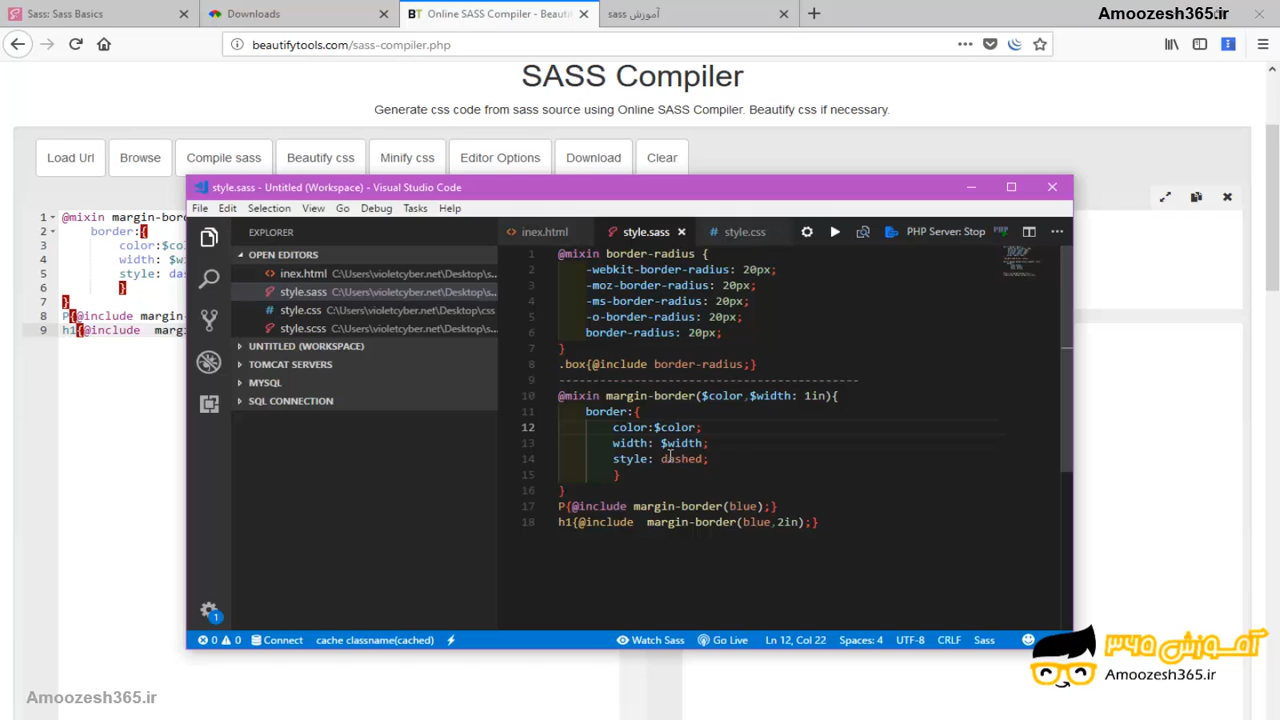 Sass: Sass Basics
Downloads
BT Online SASS Compiler - Beautif
آموزش sass
Amoozesh365.ir
beautifytools.com/sass-compiler.php
SASS Compiler
Generate css code from sass source using Online SASS Compiler. Beautify css if necessary.
Load Url
Browse
Compile sass
Beautify css
Minify css
Editor Options
Download
Clear
1 @mixin margin-bord
2 border:{
3 color:$col
4 width: $
5 style: das
6 }
7 }
8 P{@include margin-
9 h1{@include margi
style.sass - Untitled (Workspace) - Visual Studio Code
File Edit Selection View Go Debug Tasks Help
EXPLORER
OPEN EDITORS
inex.html C:\Users\violetcyber.net\Desktop\s...
style.sass C:\Users\violetcyber.net\Desktop\s...
style.css C:\Users\violetcyber.net\Desktop\css
style.scss C:\Users\violetcyber.net\Desktop\s...
UNTITLED (WORKSPACE)
TOMCAT SERVERS
MYSQL
SQL CONNECTION
inex.html
style.sass
style.css
PHP Server: Stop
1 @mixin border-radius {
2 -webkit-border-radius: 20px;
3 -moz-border-radius: 20px;
4 -ms-border-radius: 20px;
5 -o-border-radius: 20px;
6 border-radius: 20px;
7 }
8 .box{@include border-radius;}
9 --------------------------------------------
10 @mixin margin-border($color,$width: 1in){
11 border:{
12 color:$color;
13 width: $width;
14 style: dashed;
15 }
16 }
17 P{@include margin-border(blue);}
18 h1{@include margin-border(blue,2in);}
1
0 0 Connect cache classname(cached)
Watch Sass Go Live Ln 12, Col 22 Spaces: 4 UTF-8 CRLF Sass
آموزش ۳۶۵
Amoozesh365.ir
Amoozesh365.ir